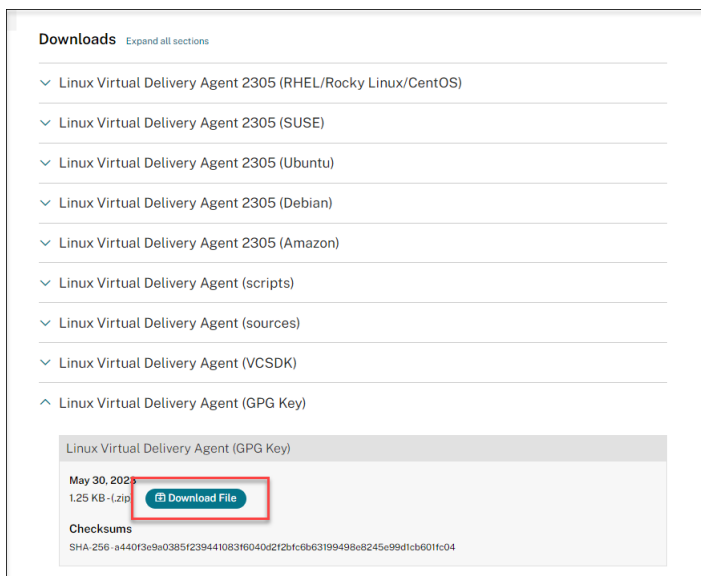 Downloads Expand all sections
Linux Virtual Delivery Agent 2305 (RHEL/Rocky Linux/CentOS)
Linux Virtual Delivery Agent 2305 (SUSE)
Linux Virtual Delivery Agent 2305 (Ubuntu)
Linux Virtual Delivery Agent 2305 (Debian)
Linux Virtual Delivery Agent 2305 (Amazon)
Linux Virtual Delivery Agent (scripts)
Linux Virtual Delivery Agent (sources)
Linux Virtual Delivery Agent (VCSDK)
Linux Virtual Delivery Agent (GPG Key)
Linux Virtual Delivery Agent (GPG Key)
May 30, 2023
1.25 KB - (.zip) Download File
Checksums
SHA-256 - a440f3e9a0385f239441083f6040d2f2bfc6b63199498e8245e99d1cb601fc04